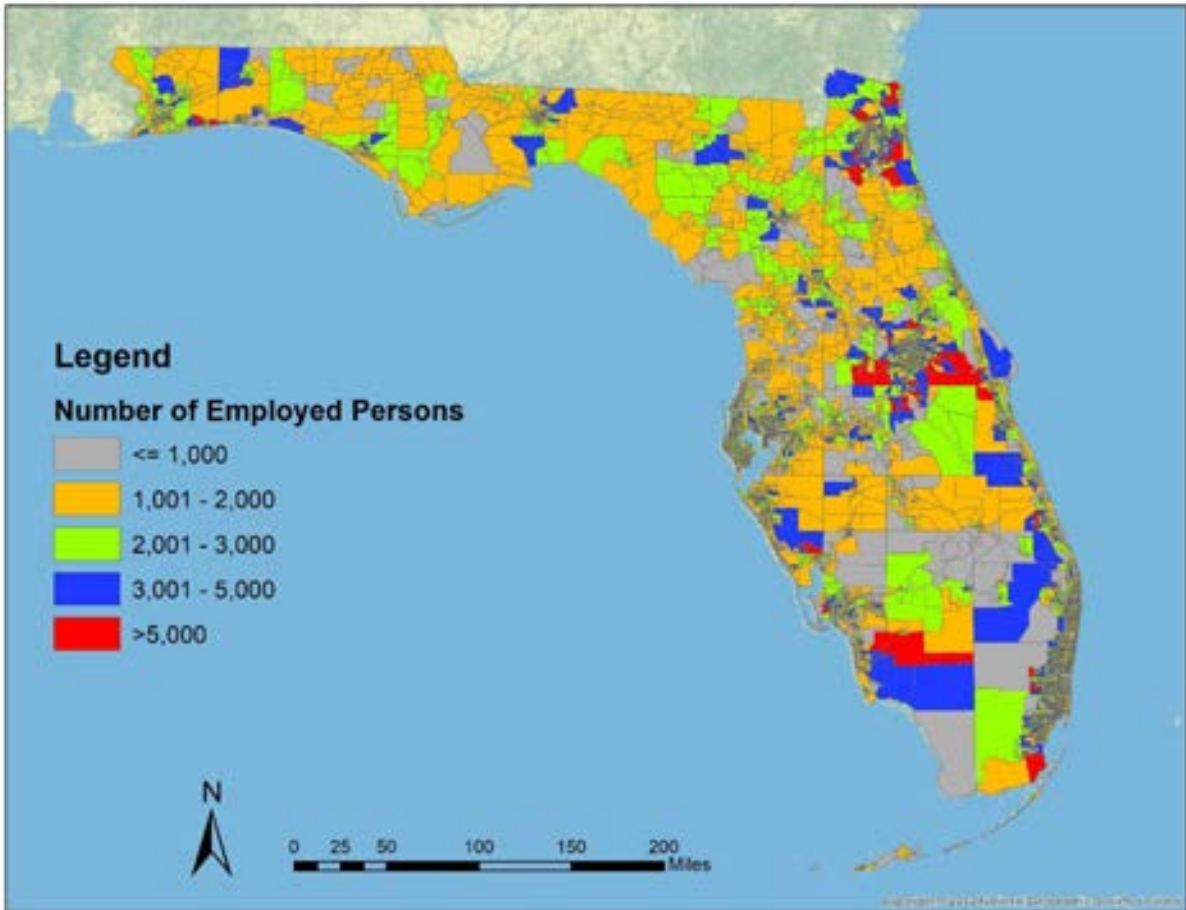 Legend
Number of Employed Persons
<= 1,000
1,001 - 2,000
2,001 - 3,000
3,001 - 5,000
>5,000
N
0 25 50 100 150 200
Miles